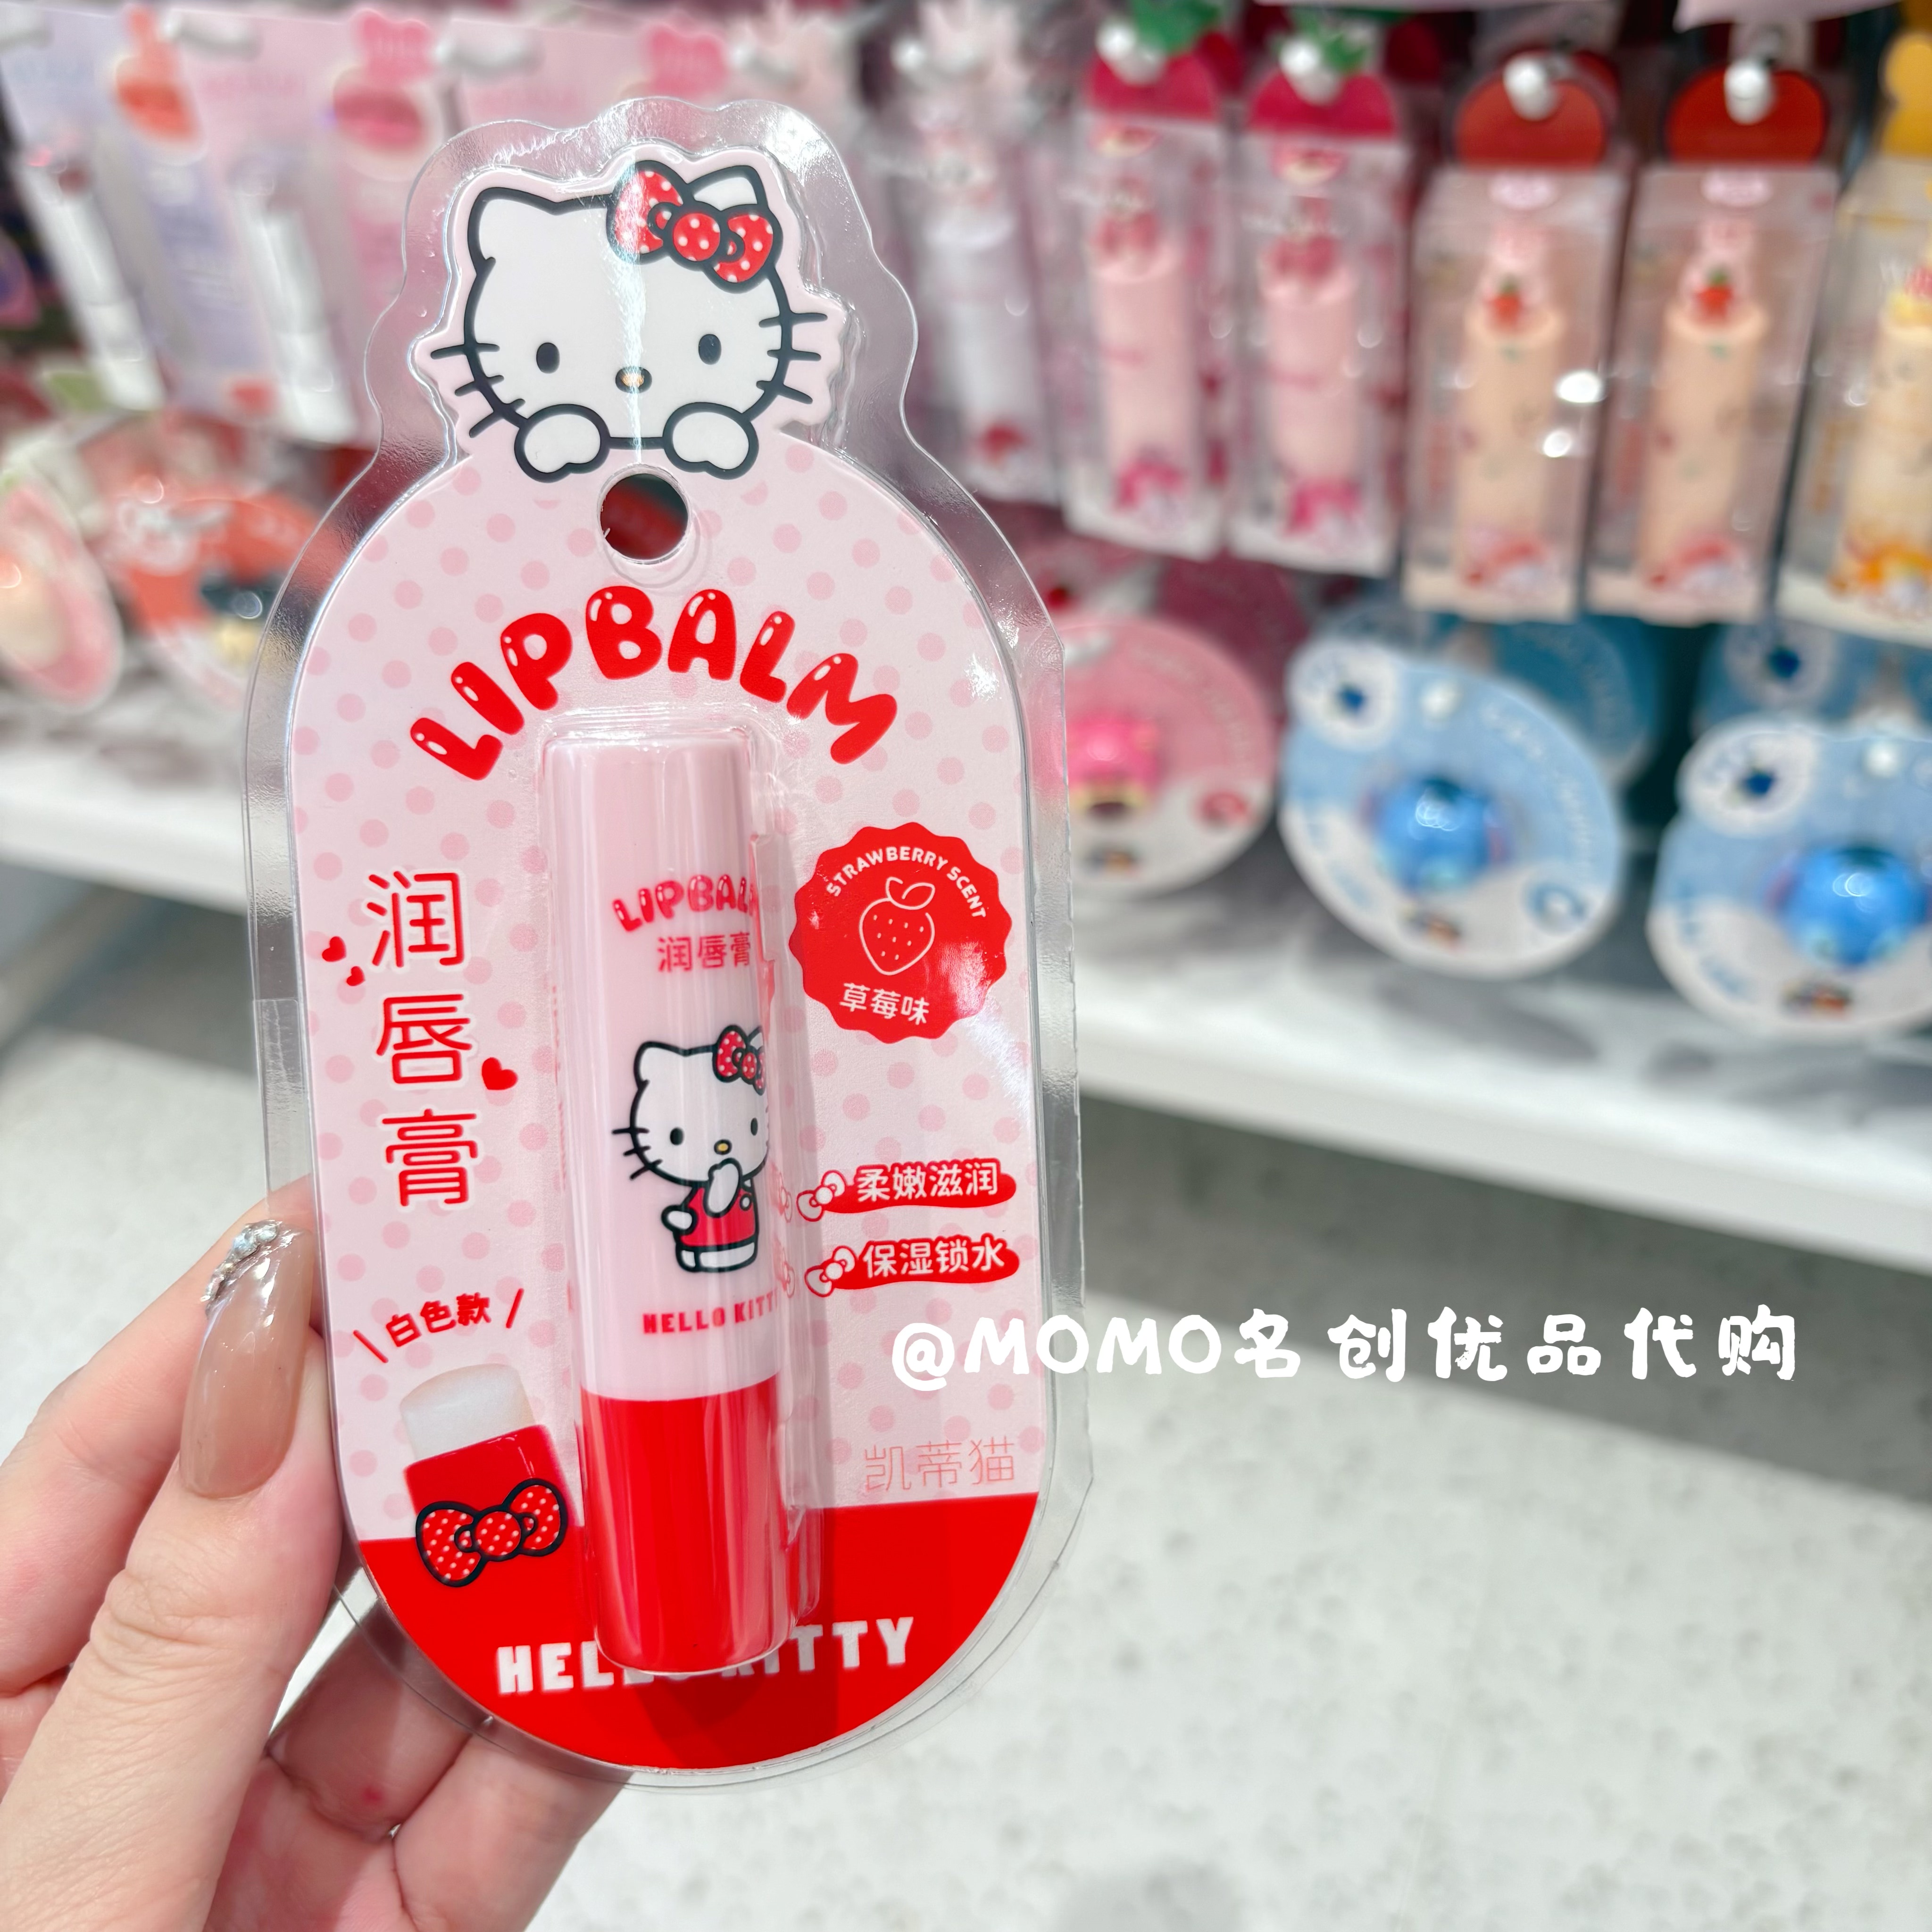 LIPBALM
润唇膏
LIPBALM
润唇膏
STRAWBERRY SCENT
草莓味
柔嫩滋润
保湿锁水
HELLO KITTY
\ 白色款 /
@MOMO名创优品代购
凯蒂猫
HELLO KITTY